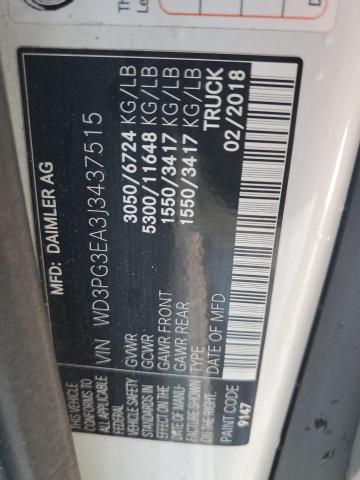 MFD: DAIMLER AG
VIN WD3PG3EA3J3437515
THIS VEHICLE
CONFORMS TO
ALL APPLICABLE
FEDERAL
VEHICLE SAFETY
STANDARDS IN
EFFECT ON THE
DATE OF MANU-
FACTURE SHOWN
ON THE RIGHT.
GVWR 3050/6724 KG/LB
GCWR 5300/11648 KG/LB
GAWR FRONT 1550/3417 KG/LB
GAWR REAR 1550/3417 KG/LB
TYPE TRUCK
DATE OF MFD 02/2018
PAINT CODE
9147